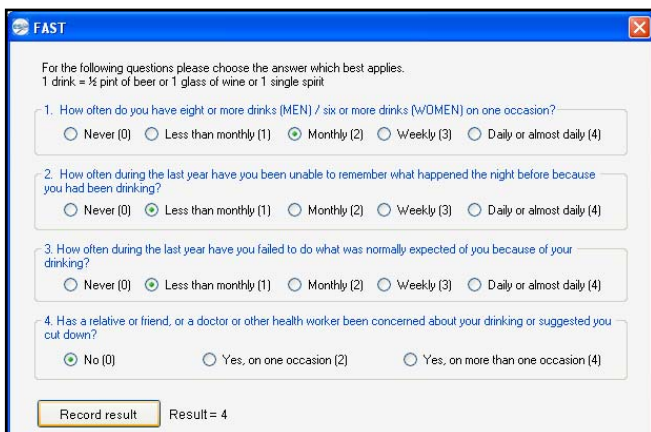 FAST
For the following questions please choose the answer which best applies.
1 drink = ½ pint of beer or 1 glass of wine or 1 single spirit
1. How often do you have eight or more drinks (MEN) / six or more drinks (WOMEN) on one occasion?
Never (0) Less than monthly (1) Monthly (2) Weekly (3) Daily or almost daily (4)
2. How often during the last year have you been unable to remember what happened the night before because
you had been drinking?
Never (0) Less than monthly (1) Monthly (2) Weekly (3) Daily or almost daily (4)
3. How often during the last year have you failed to do what was normally expected of you because of your
drinking?
Never (0) Less than monthly (1) Monthly (2) Weekly (3) Daily or almost daily (4)
4. Has a relative or friend, or a doctor or other health worker been concerned about your drinking or suggested you
cut down?
No (0) Yes, on one occasion (2) Yes, on more than one occasion (4)
Record result Result = 4